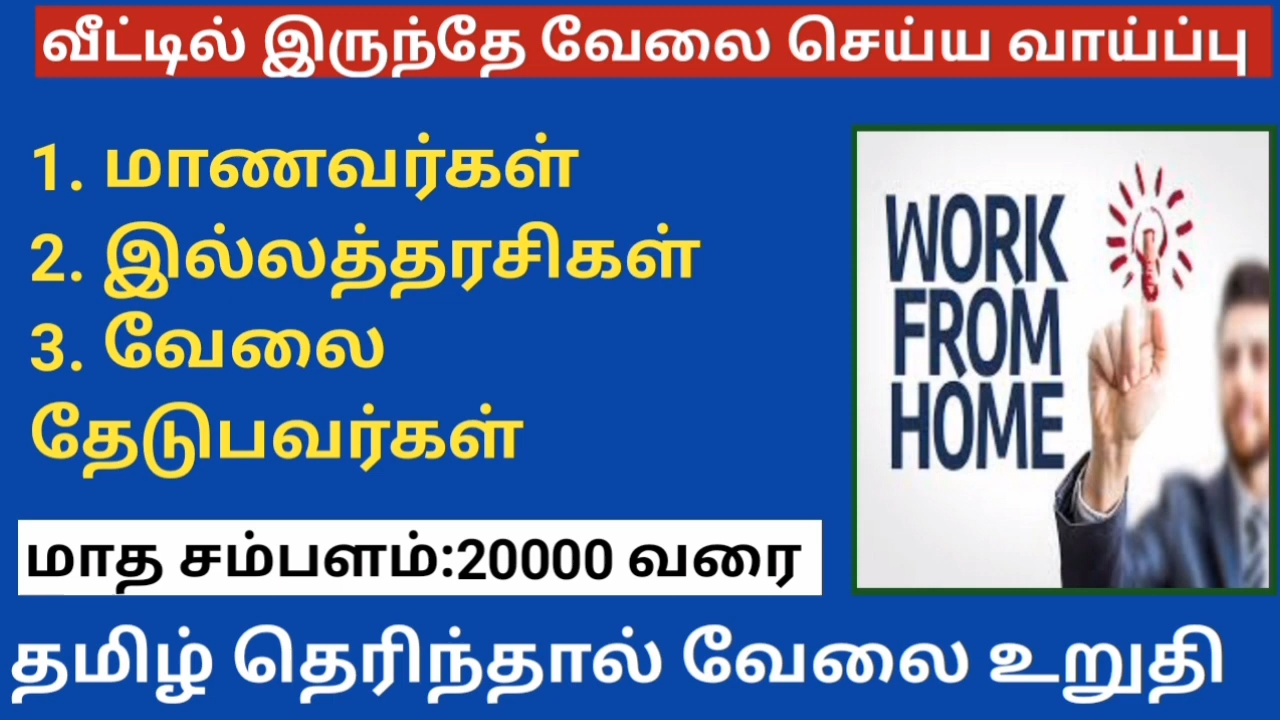 வீட்டில் இருந்தே வேலை செய்ய வாய்ப்பு
1. மாணவர்கள்
2. இல்லத்தரசிகள்
3. வேலை
தேடுபவர்கள்
WORK
FROM
HOME
மாத சம்பளம்:20000 வரை
தமிழ் தெரிந்தால் வேலை உறுதி